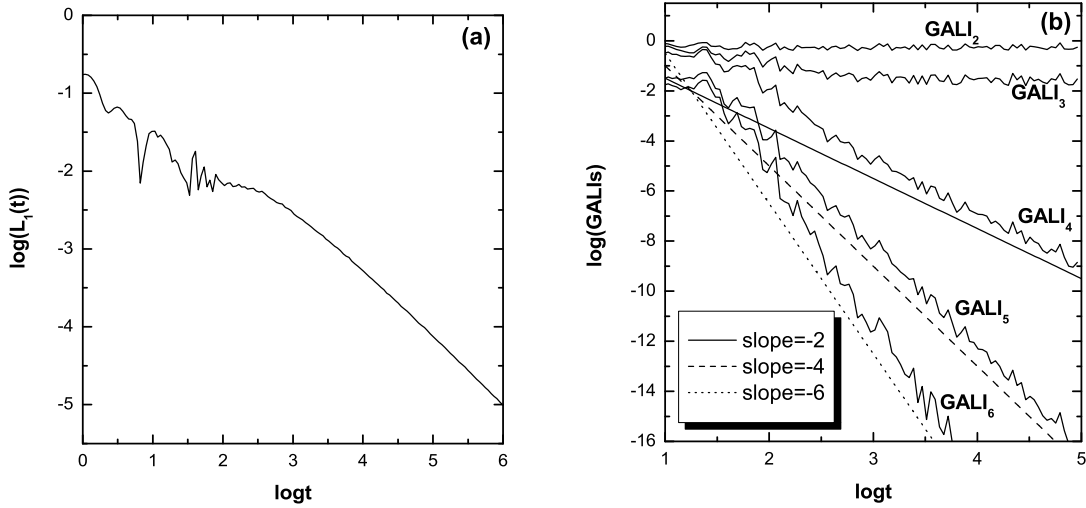 (a)
0
-1
-2
-3
-4
-5
log(L1(t))
0 1 2 3 4 5 6
logt
(b)
0
-2
-4
-6
-8
-10
-12
-14
-16
log(GALIs)
GALI2
GALI3
GALI4
GALI5
GALI6
slope=-2
slope=-4
slope=-6
1 2 3 4 5
logt